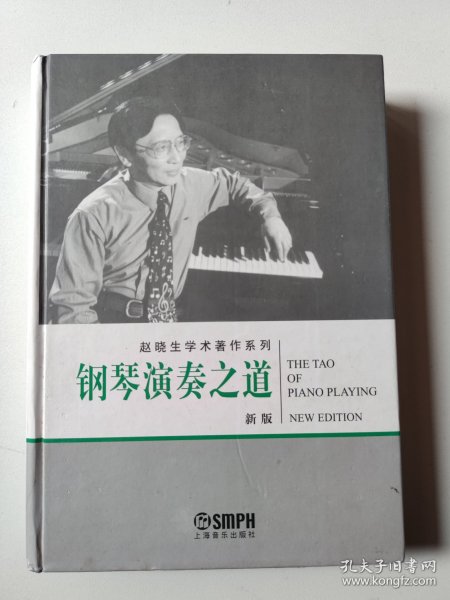 赵晓生学术著作系列
钢琴演奏之道
新版
THE TAO
OF
PIANO PLAYING
NEW EDITION
SMPH
上海音乐出版社
孔夫子旧书网
www.kongfz.com